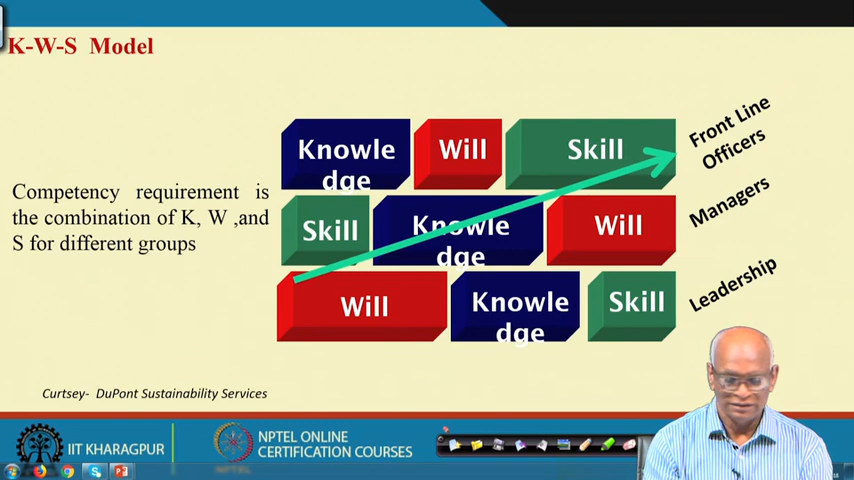 K-W-S Model
Knowle
dge
Will
Skill
Front Line
Officers
Competency requirement is
the combination of K, W ,and
S for different groups
Skill
Knowle
dge
Will
Managers
Will
Knowle
dge
Skill
Leadership
Curtsey- DuPont Sustainability Services
IIT KHARAGPUR
NPTEL ONLINE
CERTIFICATION COURSES
NPTEL